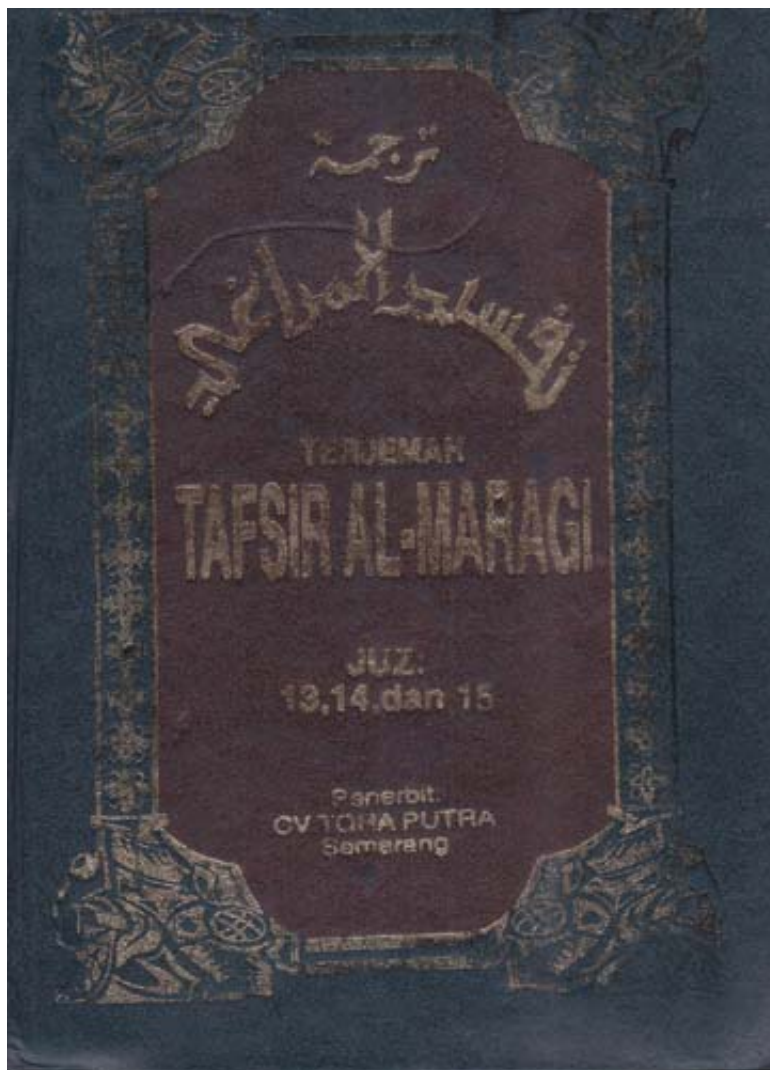 ترجمة
تفسير المراغي
TERJEMAH
TAFSIR AL-MARAGI
JUZ.
13,14.dan 15
Penerbit.
CV TOHA PUTRA
Semarang